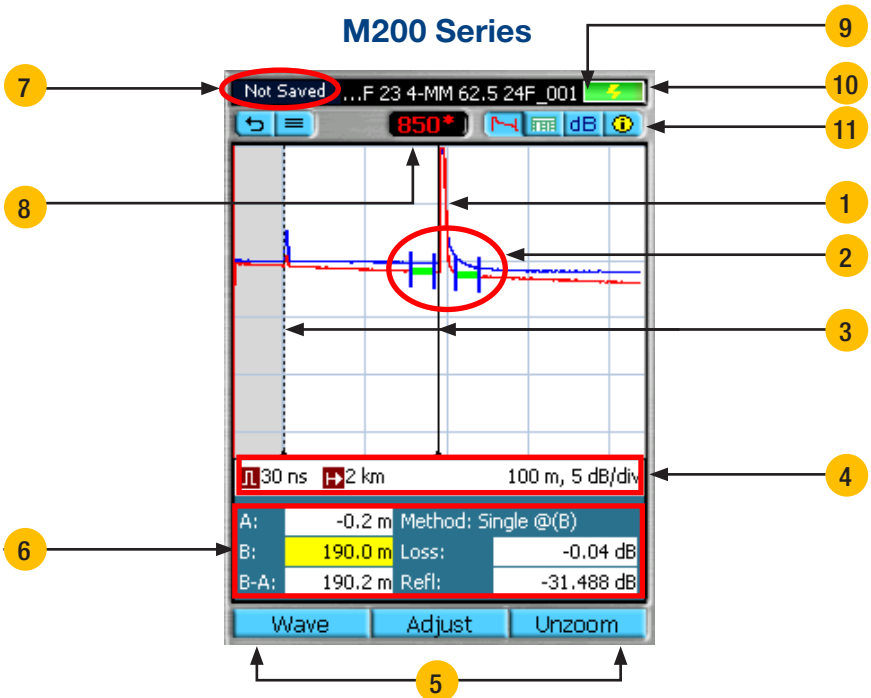 M200 Series
9
7
Not Saved ...F 23 4-MM 62.5 24F_001
10
850*
dB
11
8
1
2
3
30 ns 2 km 100 m, 5 dB/div
4
A: -0.2 m Method: Single @(B)
6
B: 190.0 m Loss: -0.04 dB
B-A: 190.2 m Refl: -31.488 dB
Wave Adjust Unzoom
5